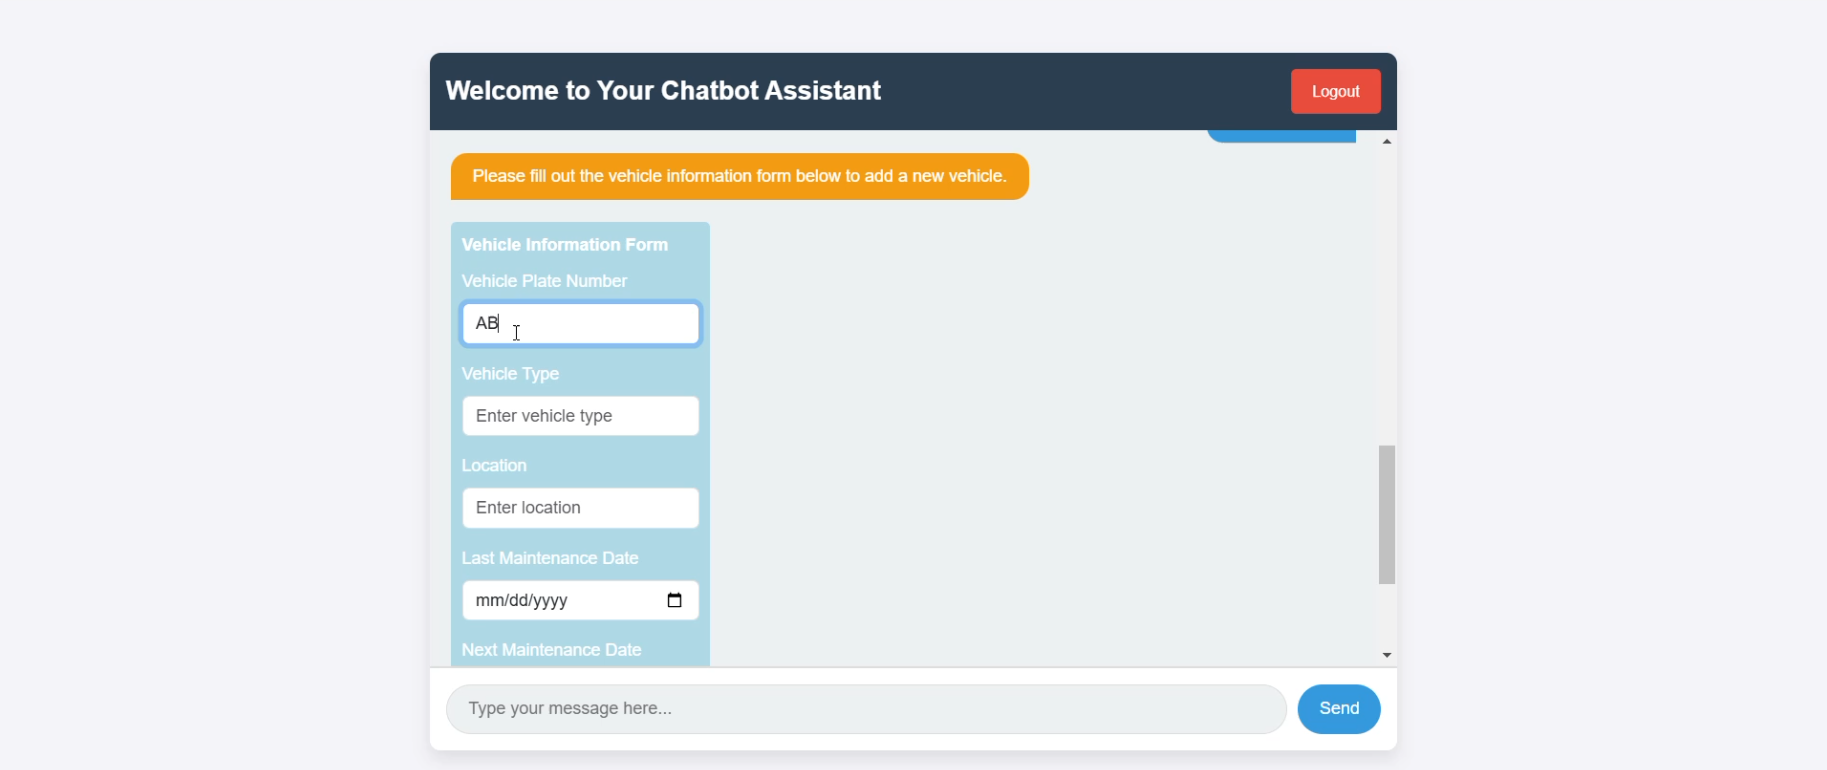 Welcome to Your Chatbot Assistant
Logout
Please fill out the vehicle information form below to add a new vehicle.
Vehicle Information Form
Vehicle Plate Number
AB
Vehicle Type
Enter vehicle type
Location
Enter location
Last Maintenance Date
mm/dd/yyyy
Next Maintenance Date
Type your message here...
Send